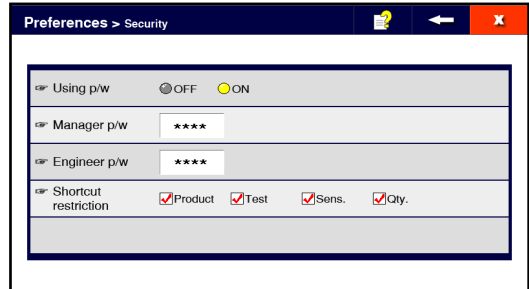 Preferences > Security
Using p/w OFF ON
Manager p/w ****
Engineer p/w ****
Shortcut restriction Product Test Sens. Qty.